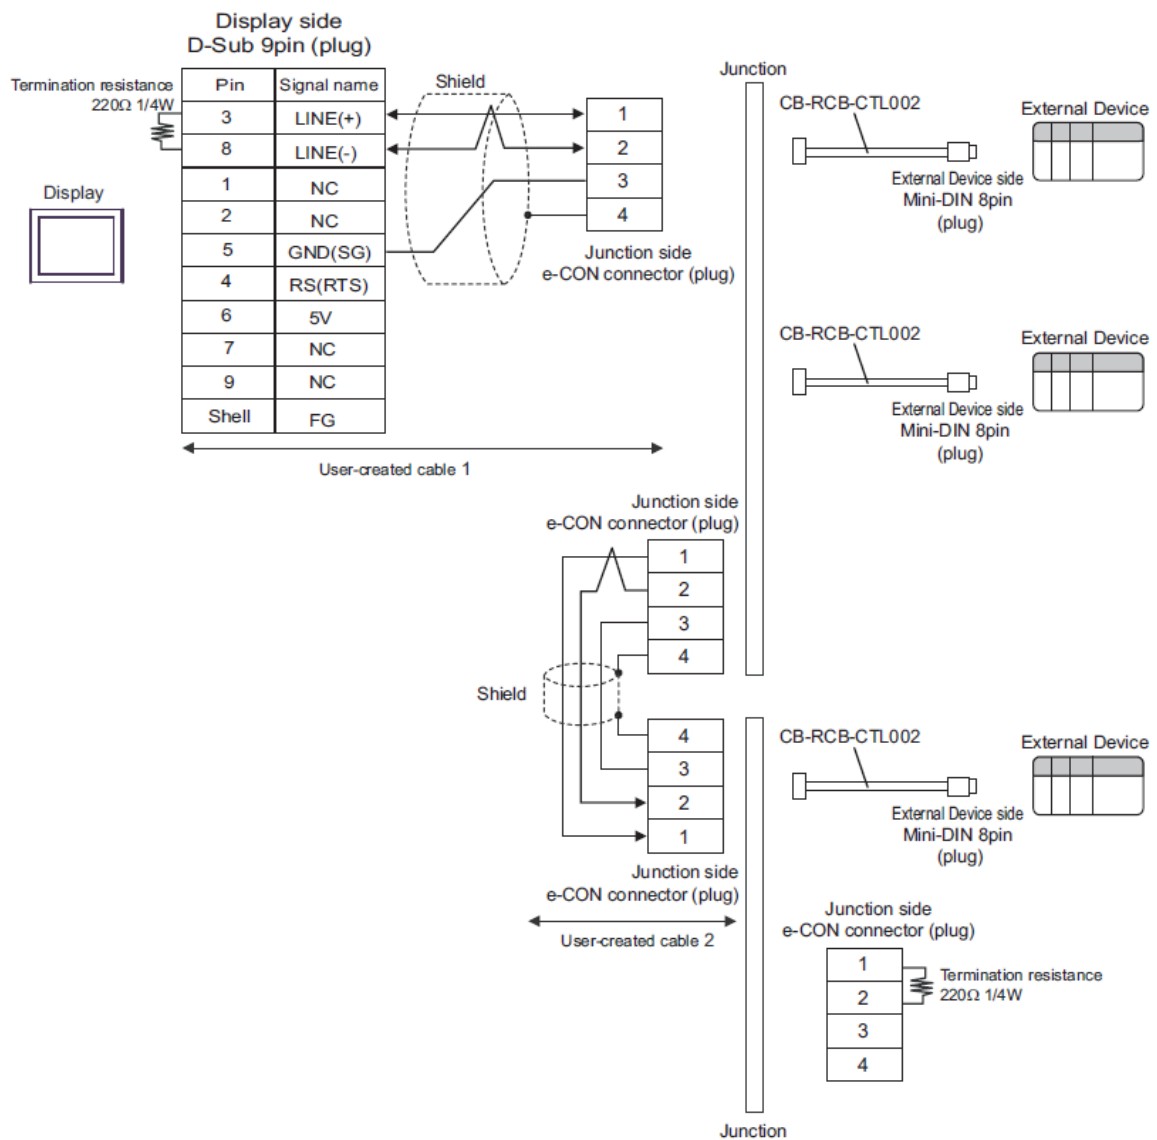 Display side
D-Sub 9pin (plug)
Termination resistance
220Ω 1/4W
Pin Signal name
3 LINE(+)
8 LINE(-)
1 NC
2 NC
5 GND(SG)
4 RS(RTS)
6 5V
7 NC
9 NC
Shell FG
Display
Shield
1
2
3
4
Junction side
e-CON connector (plug)
User-created cable 1
Junction
CB-RCB-CTL002
External Device
External Device side
Mini-DIN 8pin
(plug)
CB-RCB-CTL002
External Device
External Device side
Mini-DIN 8pin
(plug)
Junction side
e-CON connector (plug)
1
2
3
4
Shield
4
3
2
1
Junction side
e-CON connector (plug)
User-created cable 2
CB-RCB-CTL002
External Device
External Device side
Mini-DIN 8pin
(plug)
Junction side
e-CON connector (plug)
1
2
3
4
Termination resistance
220Ω 1/4W
Junction